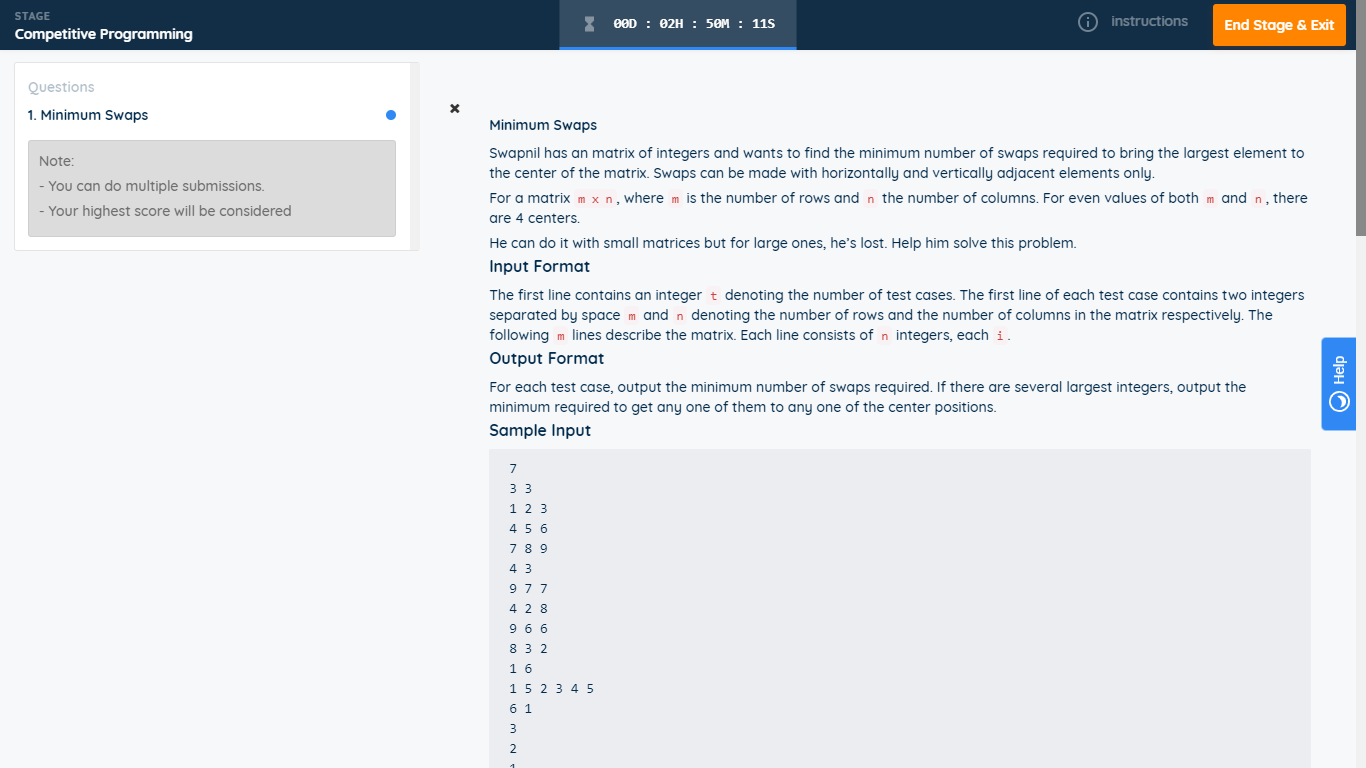 STAGE
Competitive Programming
00D : 02H : 50M : 11S
instructions
End Stage & Exit
Questions
1. Minimum Swaps
Note:
- You can do multiple submissions.
- Your highest score will be considered
×
Minimum Swaps
Swapnil has an matrix of integers and wants to find the minimum number of swaps required to bring the largest element to
the center of the matrix. Swaps can be made with horizontally and vertically adjacent elements only.
For a matrix m x n, where m is the number of rows and n the number of columns. For even values of both m and n, there
are 4 centers.
He can do it with small matrices but for large ones, he's lost. Help him solve this problem.
Input Format
The first line contains an integer t denoting the number of test cases. The first line of each test case contains two integers
separated by space m and n denoting the number of rows and the number of columns in the matrix respectively. The
following m lines describe the matrix. Each line consists of n integers, each i.
Output Format
For each test case, output the minimum number of swaps required. If there are several largest integers, output the
minimum required to get any one of them to any one of the center positions.
Sample Input
7
3 3
1 2 3
4 5 6
7 8 9
4 3
9 7 7
4 2 8
9 6 6
8 3 2
1 6
1 5 2 3 4 5
6 1
3
2
Help